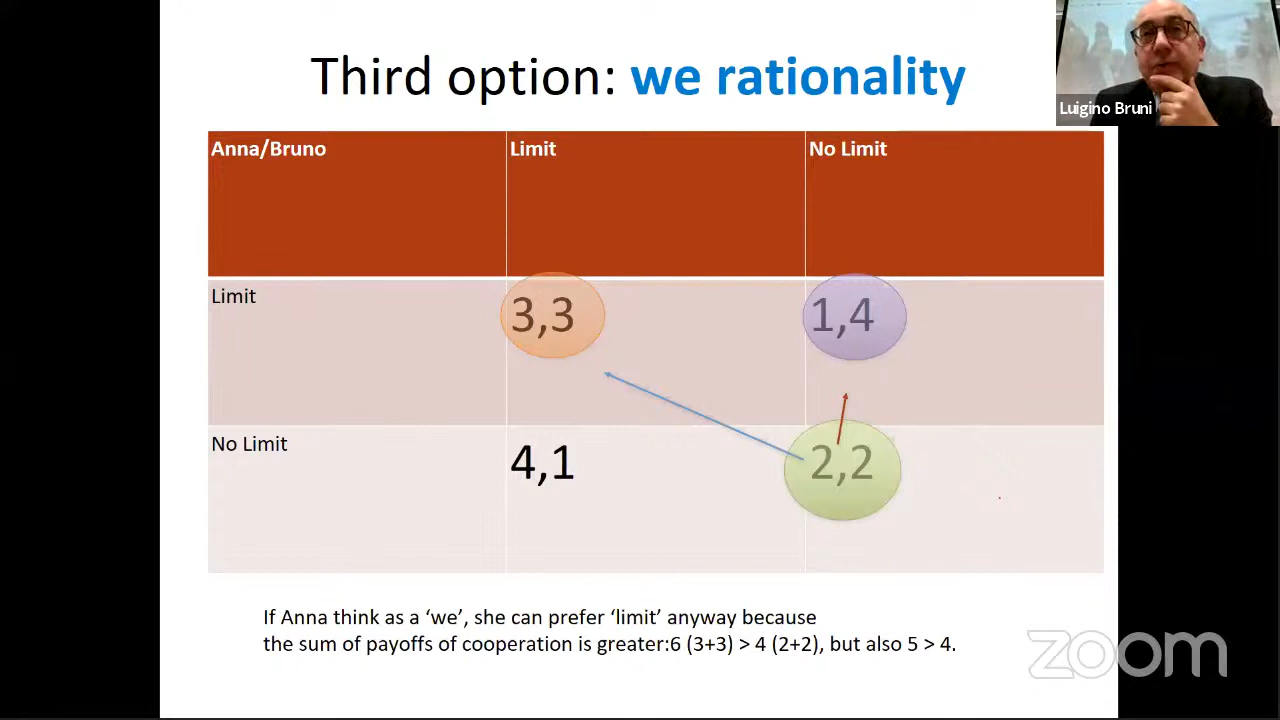 Third option: we rationality
Luigino Bruni
Anna/Bruno
Limit
No Limit
Limit
3,3
1,4
No Limit
4,1
2,2
If Anna think as a ‘we’, she can prefer ‘limit’ anyway because
the sum of payoffs of cooperation is greater:6 (3+3) > 4 (2+2), but also 5 > 4.
zoom